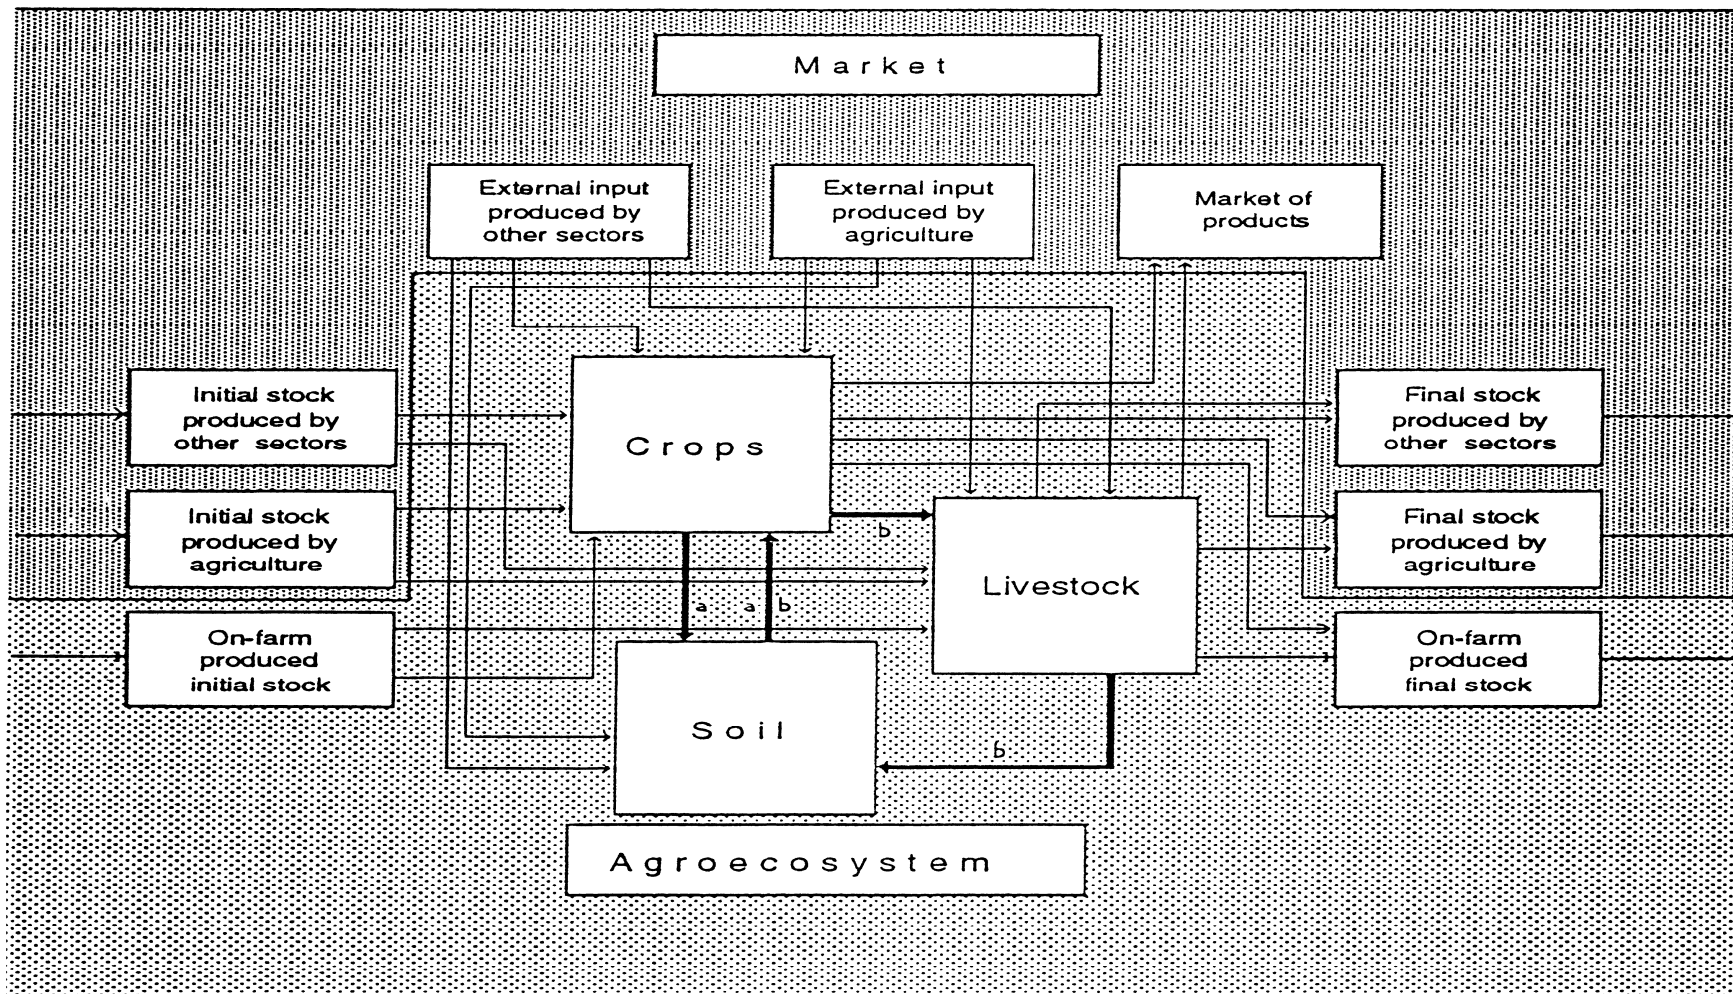 Market
External input
produced by
other sectors
External input
produced by
agriculture
Market of
products
Initial stock
produced by
other sectors
Crops
Final stock
produced by
other sectors
Initial stock
produced by
agriculture
b
Final stock
produced by
agriculture
Livestock
a
a
b
On-farm
produced
initial stock
On-farm
produced
final stock
Soil
b
Agroecosystem